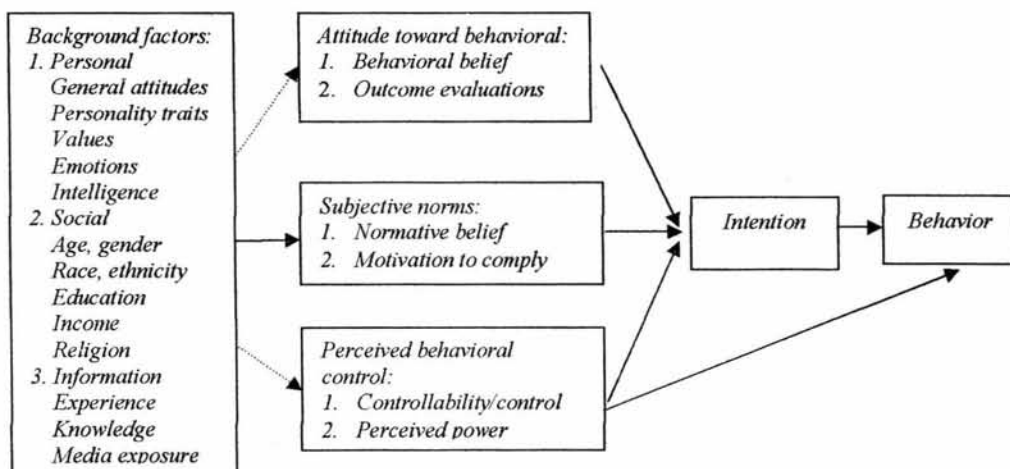 Background factors:
1. Personal
General attitudes
Personality traits
Values
Emotions
Intelligence
2. Social
Age, gender
Race, ethnicity
Education
Income
Religion
3. Information
Experience
Knowledge
Media exposure
Attitude toward behavioral:
1. Behavioral belief
2. Outcome evaluations
Subjective norms:
1. Normative belief
2. Motivation to comply
Perceived behavioral
control:
1. Controllability/control
2. Perceived power
Intention
Behavior